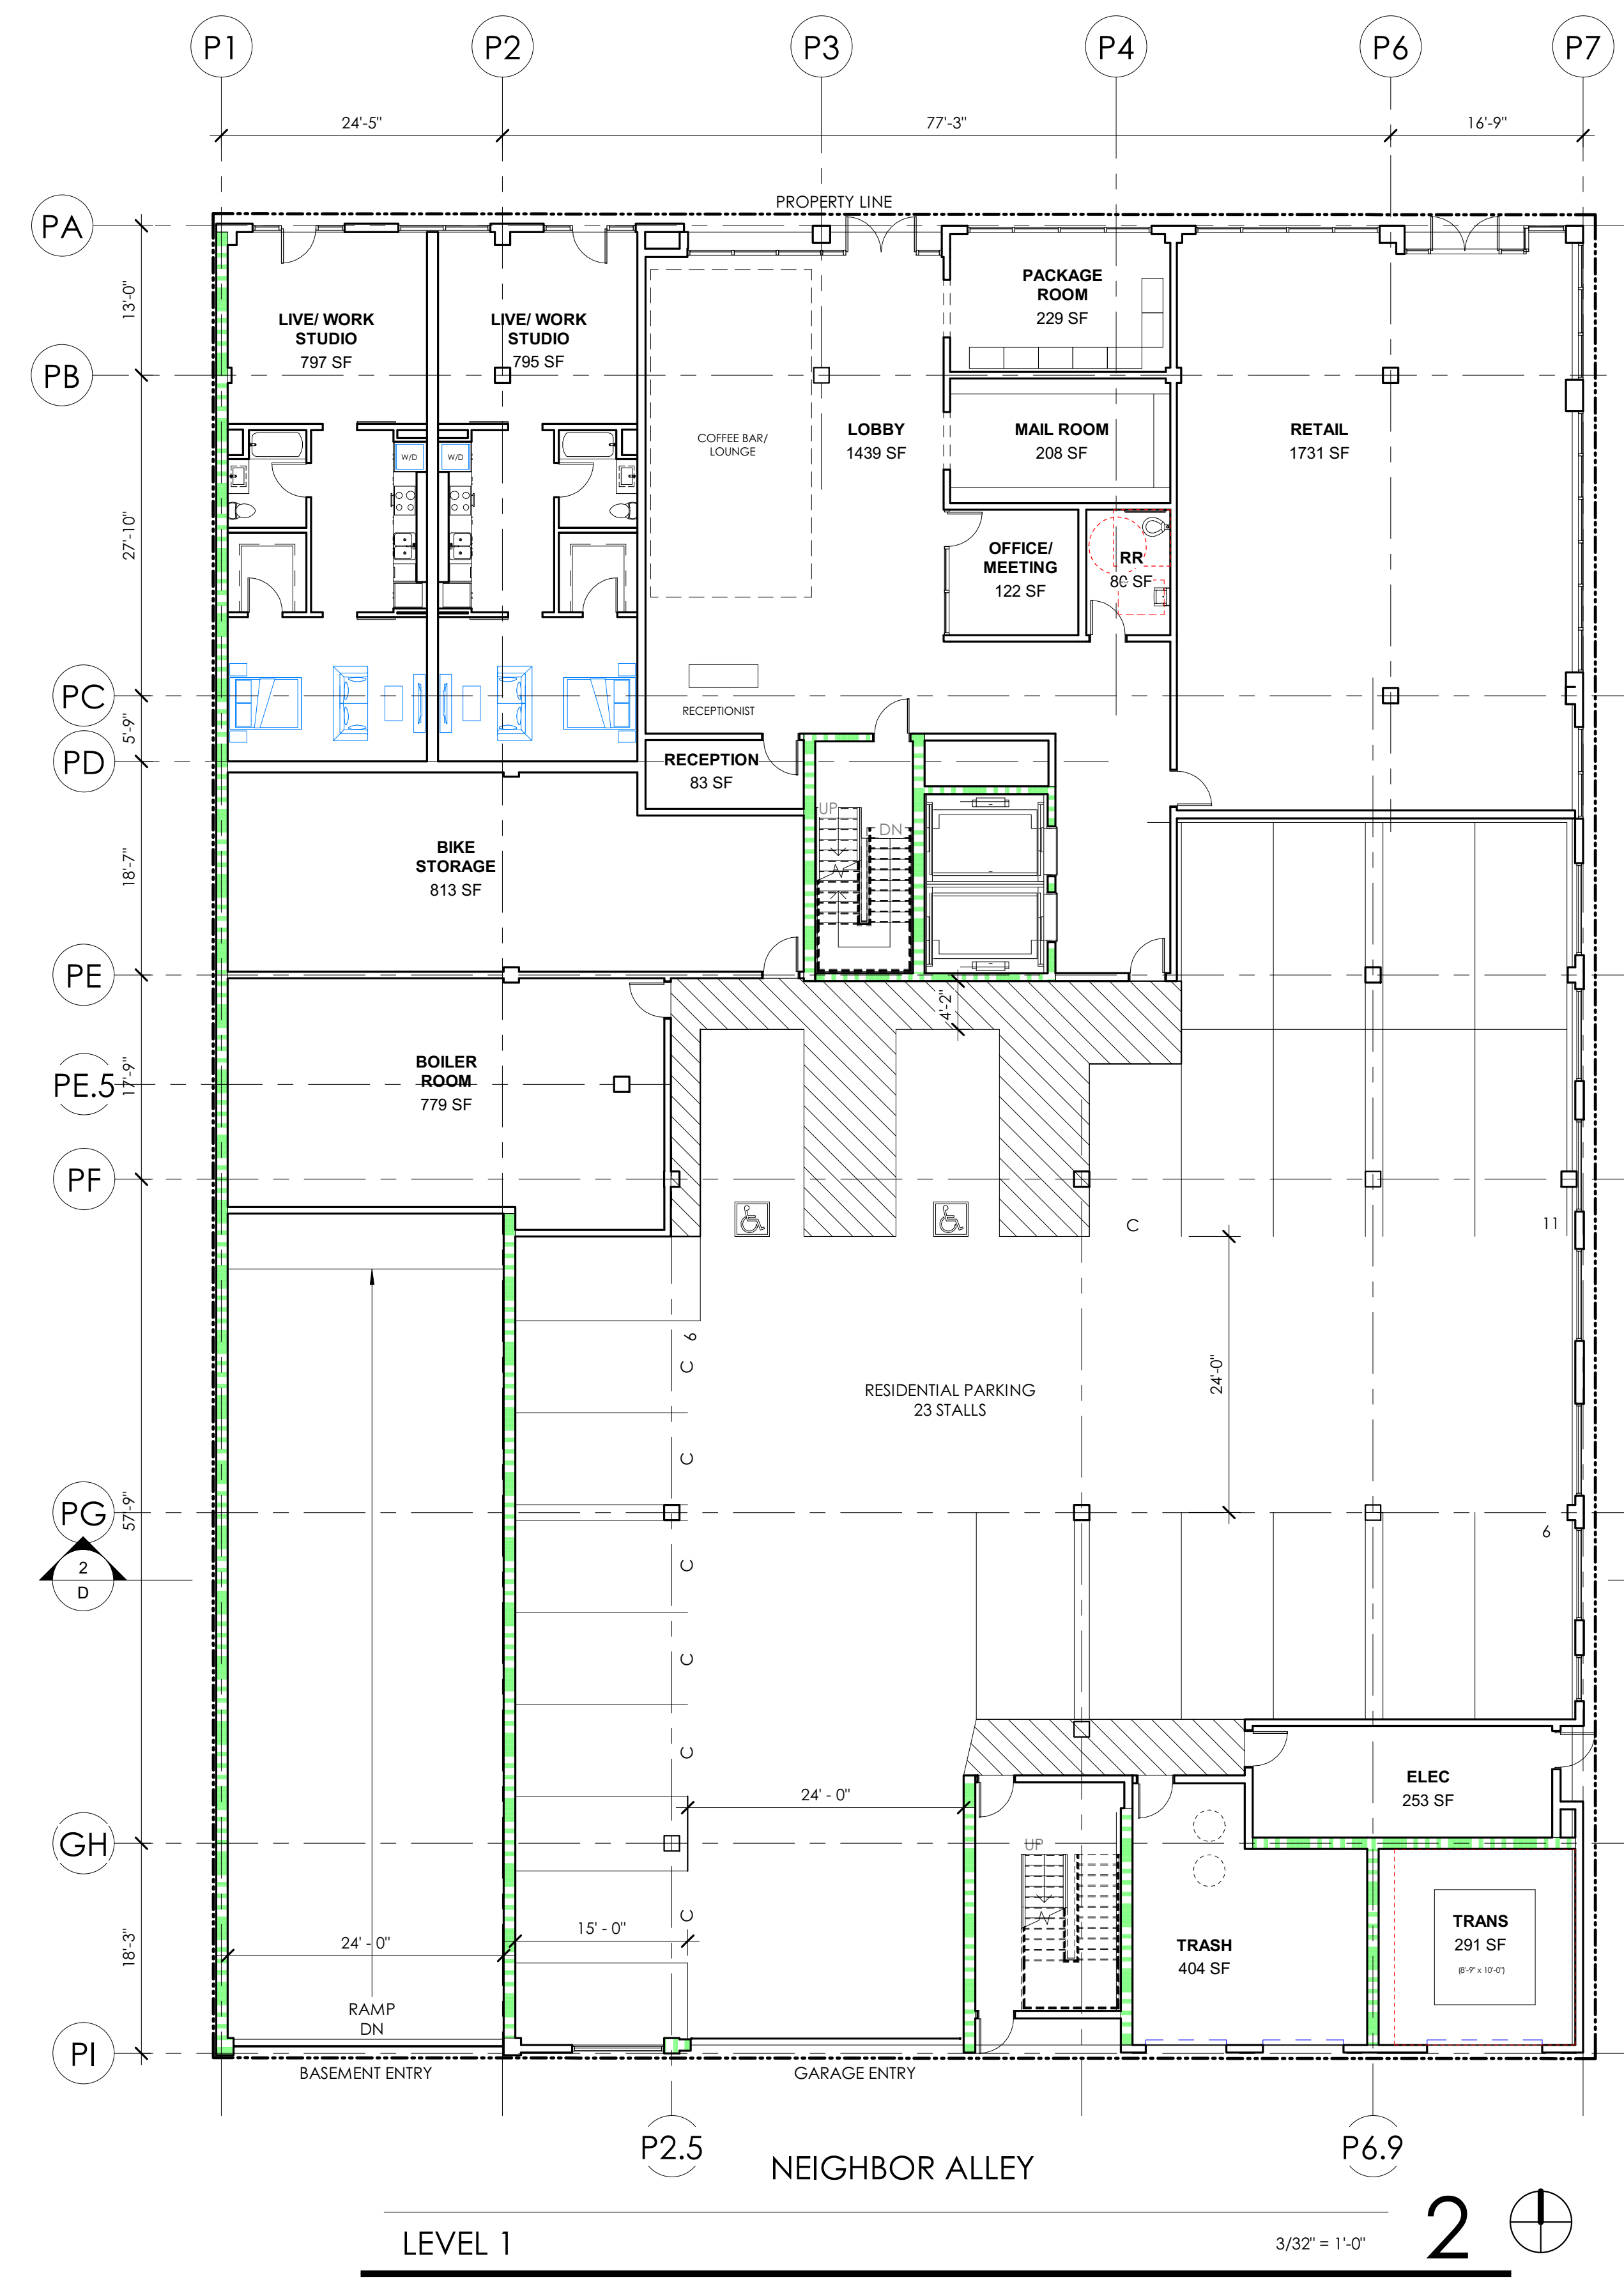 P1
P2
P3
P4
P6
P7
24'-5"
77'-3"
16'-9"
PROPERTY LINE
PA
13'-0"
PACKAGE
ROOM
229 SF
LIVE/ WORK
STUDIO
797 SF
LIVE/ WORK
STUDIO
795 SF
PB
COFFEE BAR/
LOUNGE
LOBBY
1439 SF
MAIL ROOM
208 SF
RETAIL
1731 SF
W/D
W/D
27'-10"
OFFICE/
MEETING
122 SF
RR
80 SF
PC
RECEPTIONIST
5'-9"
PD
RECEPTION
83 SF
UP
DN
BIKE
STORAGE
813 SF
18'-7"
PE
4'-2"
BOILER
ROOM
779 SF
PE.5
17'-9"
PF
C
11
6
C
24'-0"
RESIDENTIAL PARKING
23 STALLS
C
PG
57'-9"
6
2
D
C
C
C
ELEC
253 SF
24' - 0"
GH
UP
C
15' - 0"
24' - 0"
18'-3"
TRASH
404 SF
TRANS
291 SF
(8'-9" x 10'-0")
RAMP
DN
PI
BASEMENT ENTRY
GARAGE ENTRY
P2.5
P6.9
NEIGHBOR ALLEY
LEVEL 1
3/32" = 1'-0"
2